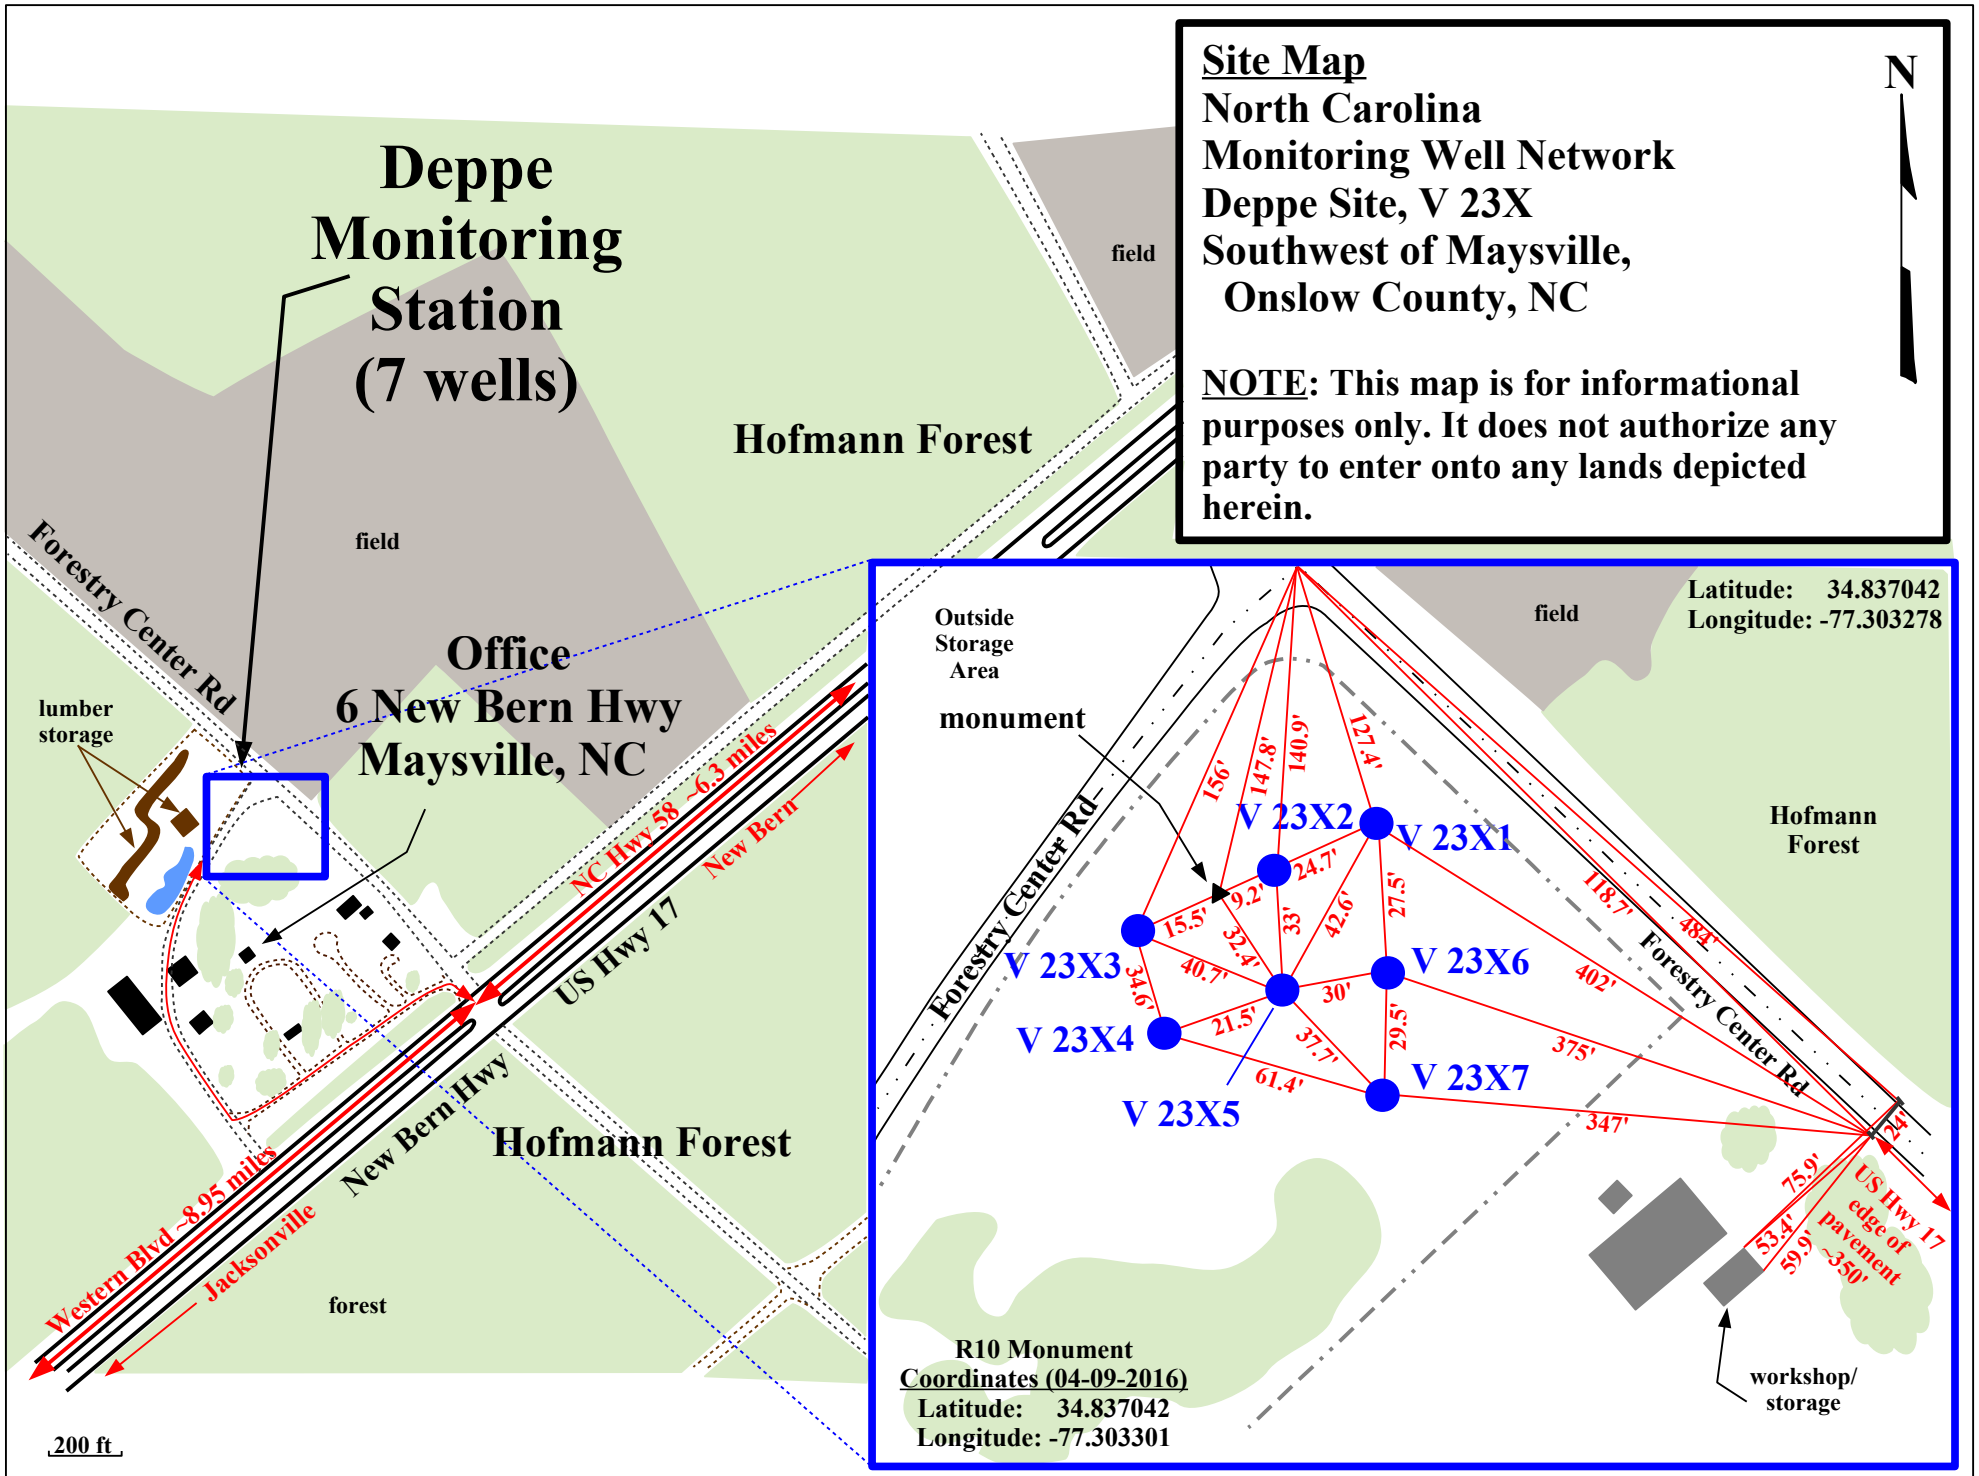 Site Map
North Carolina
Monitoring Well Network
Deppe Site, V 23X
Southwest of Maysville,
Onslow County, NC
NOTE: This map is for informational
purposes only. It does not authorize any
party to enter onto any lands depicted
herein.
N
Deppe
Monitoring
Station
(7 wells)
field
Hofmann Forest
field
Forestry Center Rd
lumber
storage
Office
6 New Bern Hwy
Maysville, NC
NC Hwy 58 ~6.3 miles
New Bern
US Hwy 17
New Bern Hwy
Hofmann Forest
Western Blvd ~8.95 miles
Jacksonville
forest
200 ft
Outside
Storage
Area
monument
field
Latitude: 34.837042
Longitude: -77.303278
Hofmann
Forest
Forestry Center Rd
Forestry Center Rd
156'
147.8'
140.9'
127.4'
118.7'
484'
V 23X2
V 23X1
24.7'
9.2'
15.5'
32.4'
33'
42.6'
27.5'
V 23X3
40.7'
34.6'
V 23X6
30'
402'
V 23X4
21.5'
37.7'
29.5'
375'
61.4'
V 23X7
V 23X5
347'
24'
75.9'
53.4'
59.9'
US Hwy 17
edge of
pavement
~350'
workshop/
storage
R10 Monument
Coordinates (04-09-2016)
Latitude: 34.837042
Longitude: -77.303301